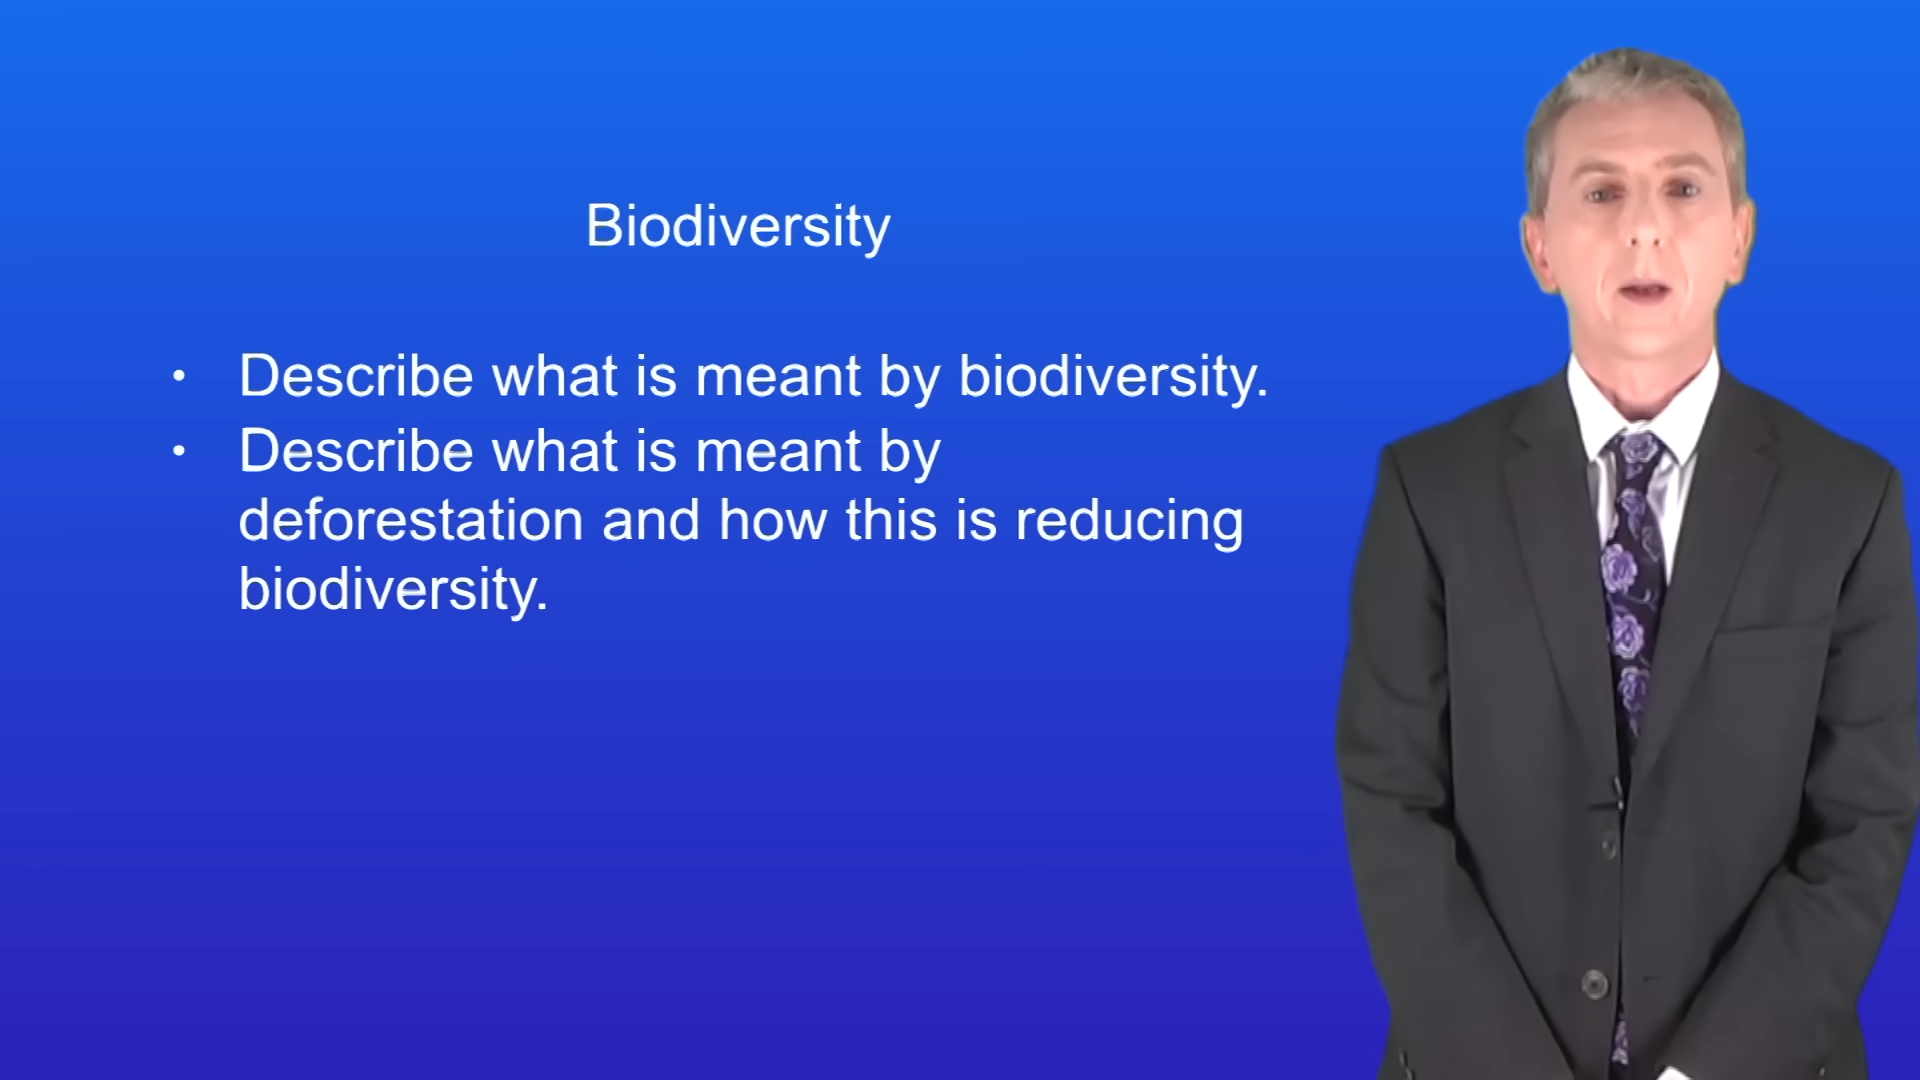 Biodiversity
• Describe what is meant by biodiversity.
• Describe what is meant by
deforestation and how this is reducing
biodiversity.